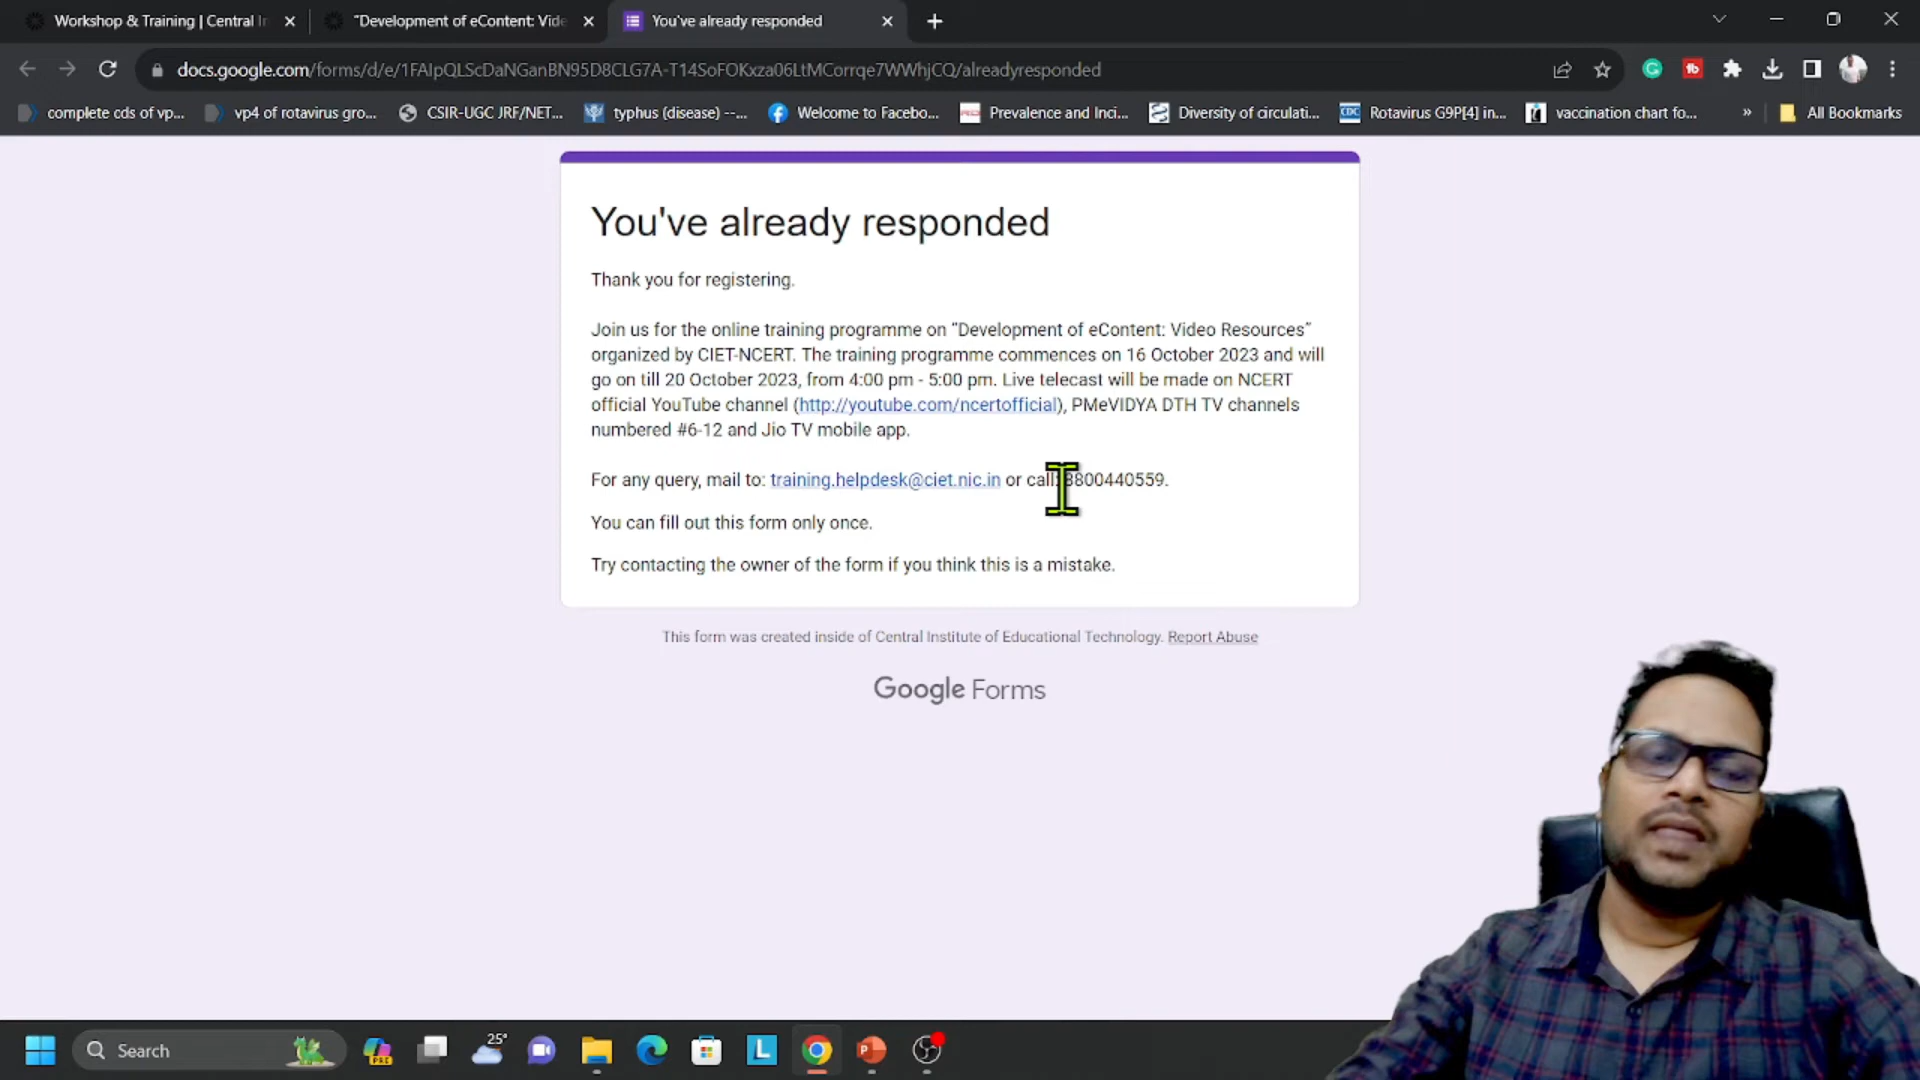 Workshop & Training | Central I
"Development of eContent: Vide
You've already responded
docs.google.com/forms/d/e/1FAIpQLScDaNGanBN95D8CLG7A-T14SoFOKxza06LtMCorrqe7WWhjCQ/alreadyresponded
complete cds of vp...
vp4 of rotavirus gro...
CSIR-UGC JRF/NET...
typhus (disease) --...
Welcome to Facebo...
Prevalence and Inci...
Diversity of circulati...
Rotavirus G9P[4] in...
vaccination chart fo...
»
All Bookmarks
You've already responded
Thank you for registering.
Join us for the online training programme on "Development of eContent: Video Resources"
organized by CIET-NCERT. The training programme commences on 16 October 2023 and will
go on till 20 October 2023, from 4:00 pm - 5:00 pm. Live telecast will be made on NCERT
official YouTube channel (http://youtube.com/ncertofficial), PMeVIDYA DTH TV channels
numbered #6-12 and Jio TV mobile app.
For any query, mail to: training.helpdesk@ciet.nic.in or call: 8800440559.
You can fill out this form only once.
Try contacting the owner of the form if you think this is a mistake.
This form was created inside of Central Institute of Educational Technology. Report Abuse
Google Forms
Search
PRE
25°
L
P